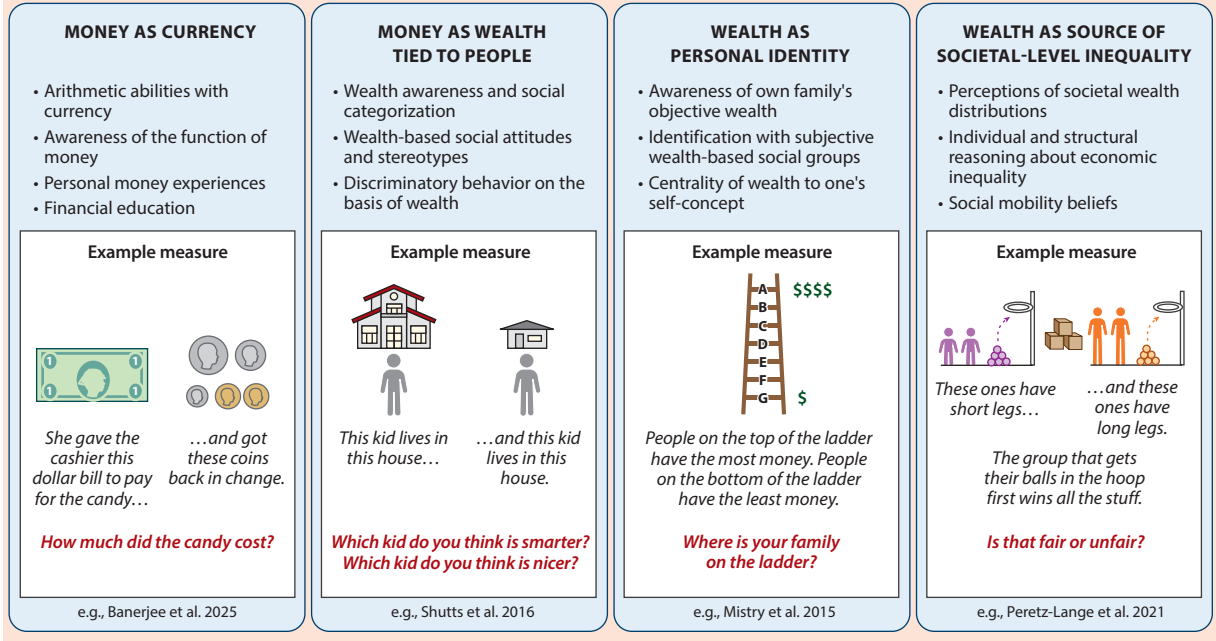 MONEY AS CURRENCY
• Arithmetic abilities with
currency
• Awareness of the function of
money
• Personal money experiences
• Financial education
Example measure
1 1
1 1
She gave the
cashier this
dollar bill to pay
for the candy…
…and got
these coins
back in change.
How much did the candy cost?
e.g., Banerjee et al. 2025
MONEY AS WEALTH
TIED TO PEOPLE
• Wealth awareness and social
categorization
• Wealth-based social attitudes
and stereotypes
• Discriminatory behavior on the
basis of wealth
Example measure
This kid lives in
this house…
…and this kid
lives in this
house.
Which kid do you think is smarter?
Which kid do you think is nicer?
e.g., Shutts et al. 2016
WEALTH AS
PERSONAL IDENTITY
• Awareness of own family's
objective wealth
• Identification with subjective
wealth-based social groups
• Centrality of wealth to one's
self-concept
Example measure
A $$$$
B
C
D
E
F
G $
People on the top of the ladder
have the most money. People
on the bottom of the ladder
have the least money.
Where is your family
on the ladder?
e.g., Mistry et al. 2015
WEALTH AS SOURCE OF
SOCIETAL-LEVEL INEQUALITY
• Perceptions of societal wealth
distributions
• Individual and structural
reasoning about economic
inequality
• Social mobility beliefs
Example measure
These ones have
short legs…
…and these
ones have
long legs.
The group that gets
their balls in the hoop
first wins all the stuff.
Is that fair or unfair?
e.g., Peretz-Lange et al. 2021